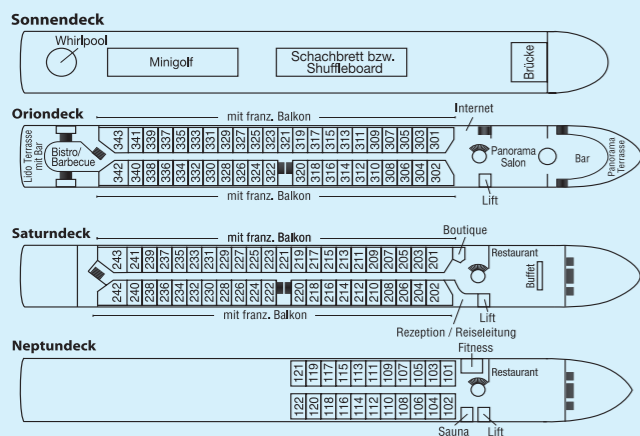 Sonnendeck
Whirlpool
Minigolf
Schachbrett bzw.
Shuffleboard
Brücke
Oriondeck
mit franz. Balkon
Internet
Lido Terrasse
mit Bar
Bistro/
Barbecue
343 341 339 337 335 333 331 329 327 325 323 321 319 317 315 313 311 309 307 305 303 301
342 340 338 336 334 332 330 328 326 324 322 320 318 316 314 312 310 308 306 304 302
Panorama
Salon
Bar
Panorama
Terrasse
Lift
mit franz. Balkon
Saturndeck
mit franz. Balkon
Boutique
243 241 239 237 235 233 231 229 227 225 223 221 219 217 215 213 211 209 207 205 203 201
242 240 238 236 234 232 230 228 226 224 222 220 218 216 214 212 210 208 206 204 202
Restaurant
Buffet
Lift
mit franz. Balkon
Rezeption / Reiseleitung
Neptundeck
Fitness
121 119 117 115 113 111 109 107 105 103 101
122 120 118 116 114 112 110 108 106 104 102
Restaurant
Sauna
Lift